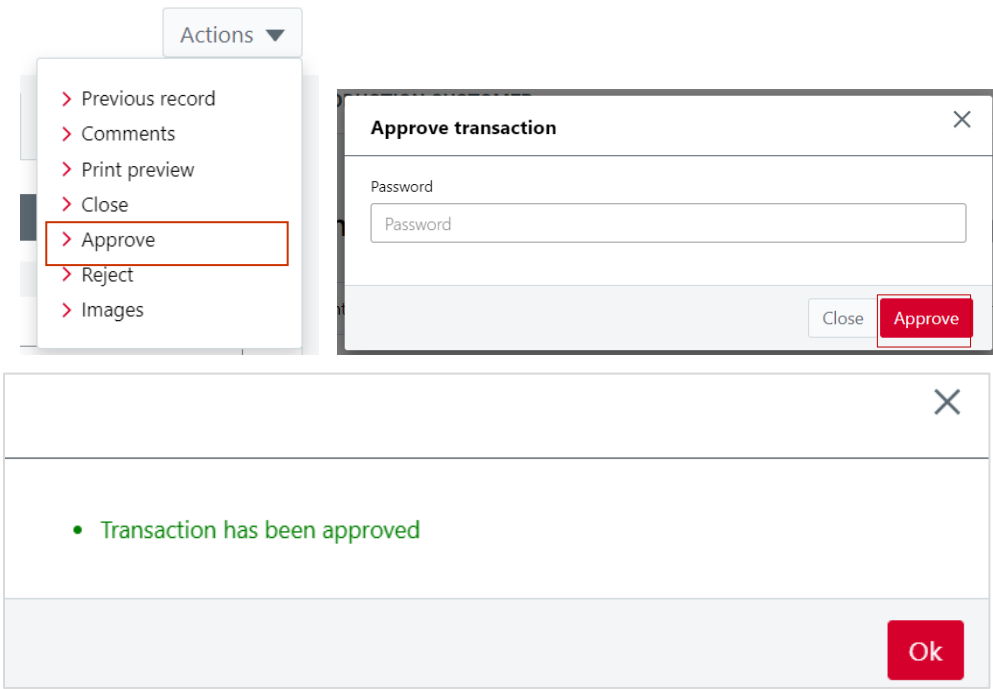 Actions
Previous record
Comments
Print preview
Close
Approve
Reject
Images
Approve transaction
Password
Password
Close
Approve
Transaction has been approved
Ok